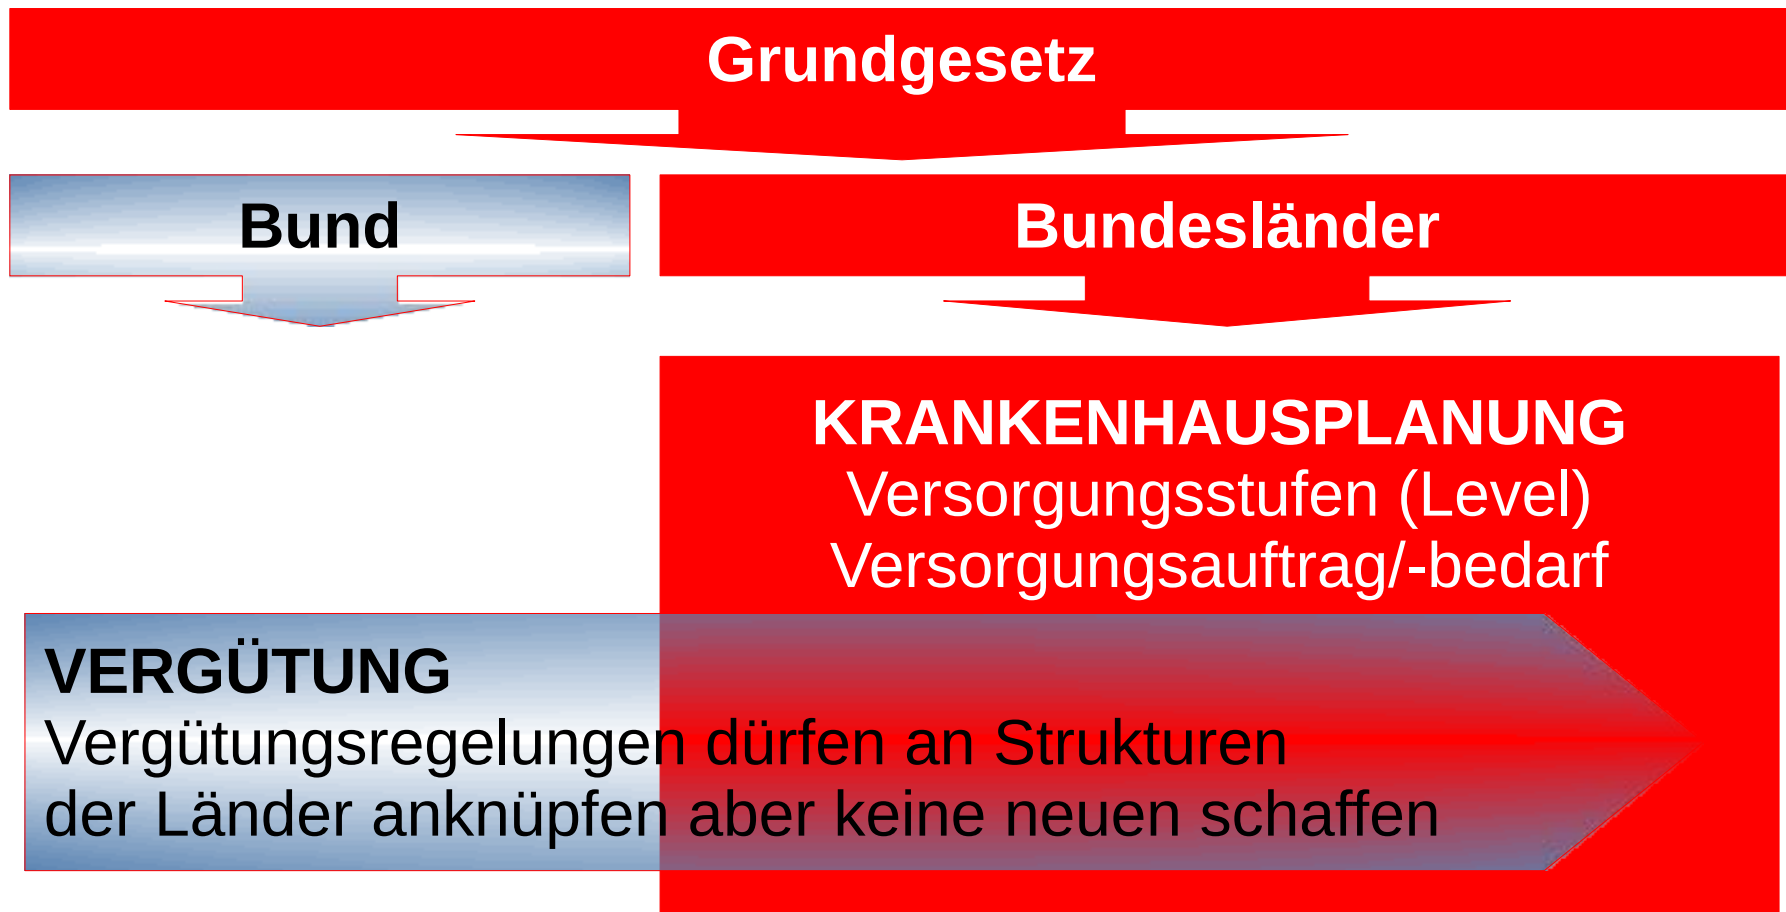 Grundgesetz
Bund
Bundesländer
KRANKENHAUSPLANUNG
Versorgungsstufen (Level)
Versorgungsauftrag/-bedarf
VERGÜTUNG
Vergütungsregelungen dürfen an Strukturen
der Länder anknüpfen aber keine neuen schaffen